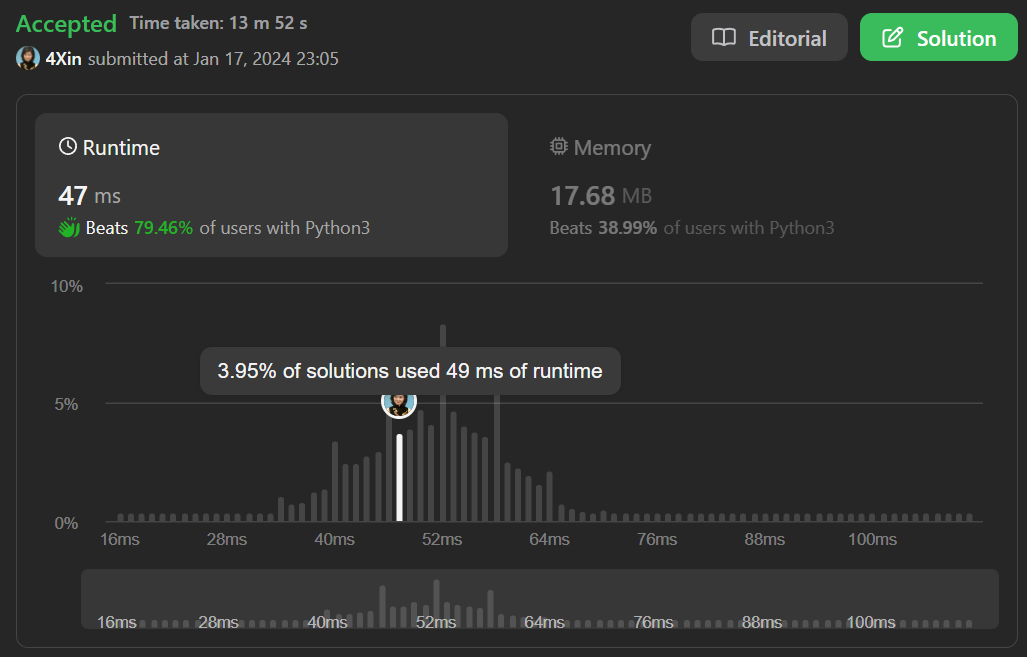 Accepted Time taken: 13 m 52 s
Editorial
Solution
4Xin submitted at Jan 17, 2024 23:05
Runtime
Memory
47 ms
17.68 MB
Beats 79.46% of users with Python3
Beats 38.99% of users with Python3
10%
3.95% of solutions used 49 ms of runtime
5%
0%
16ms 28ms 40ms 52ms 64ms 76ms 88ms 100ms
16ms 28ms 40ms 52ms 64ms 76ms 88ms 100ms